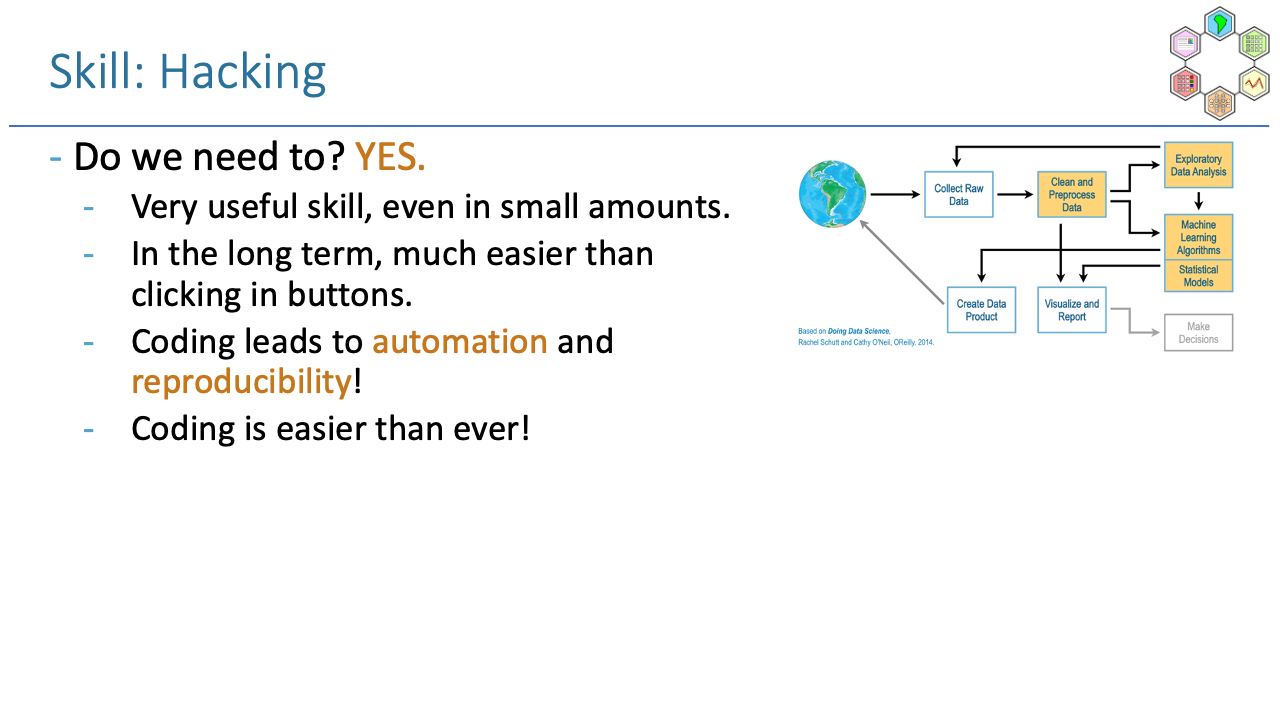 Skill: Hacking
- Do we need to? YES.
- Very useful skill, even in small amounts.
- In the long term, much easier than
clicking in buttons.
- Coding leads to automation and
reproducibility!
- Coding is easier than ever!
Collect Raw
Data
Clean and
Preprocess
Data
Exploratory
Data Analysis
Machine
Learning
Algorithms
Statistical
Models
Create Data
Product
Visualize and
Report
Make
Decisions
Based on Doing Data Science,
Rachel Schutt and Cathy O'Neil, OReilly, 2014.